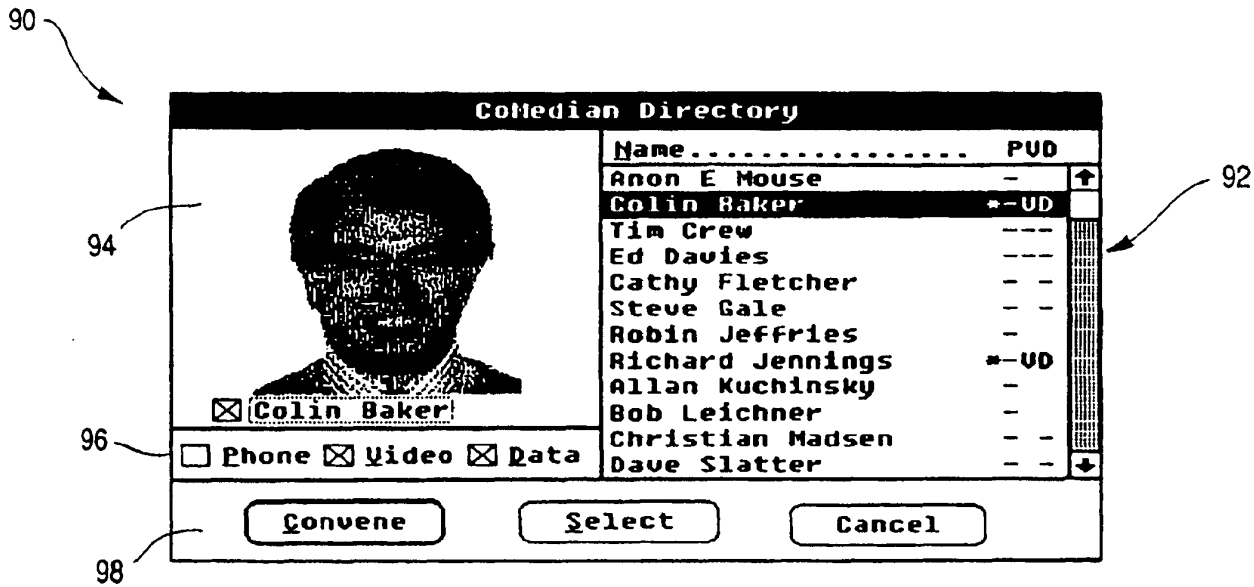 90
CoMedian Directory
Name................ PVD
Anon E Mouse -
Colin Baker *-VD
Tim Crew ---
Ed Davies ---
Cathy Fletcher - -
Steve Gale - -
Robin Jeffries -
Richard Jennings *-VD
Allan Kuchinsky -
Bob Leichner -
Christian Madsen - -
Dave Slatter - -
92
94
Colin Baker
96
Phone Video Data
98
Convene Select Cancel